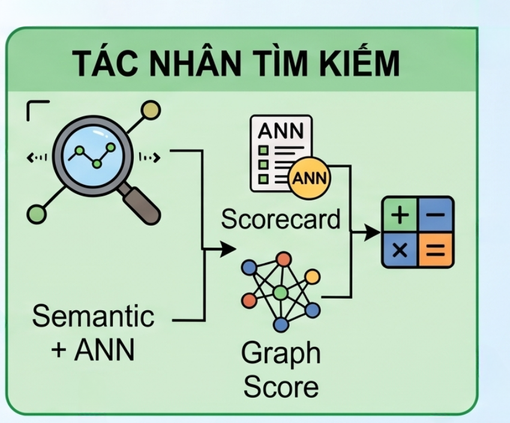 TÁC NHÂN TÌM KIẾM
ANN
ANN
Scorecard
Semantic
+ ANN
Graph
Score
+ −
× =